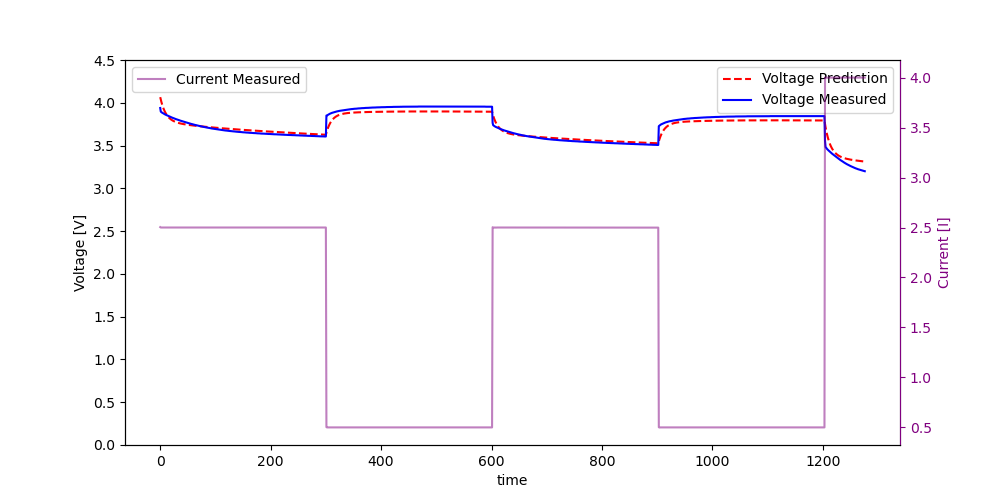 4.5
4.0
3.5
3.0
2.5
2.0
1.5
1.0
0.5
0.0
Voltage [V]
Current Measured
Voltage Prediction
Voltage Measured
4.0
3.5
3.0
2.5
2.0
1.5
1.0
0.5
Current [I]
0 200 400 600 800 1000 1200
time